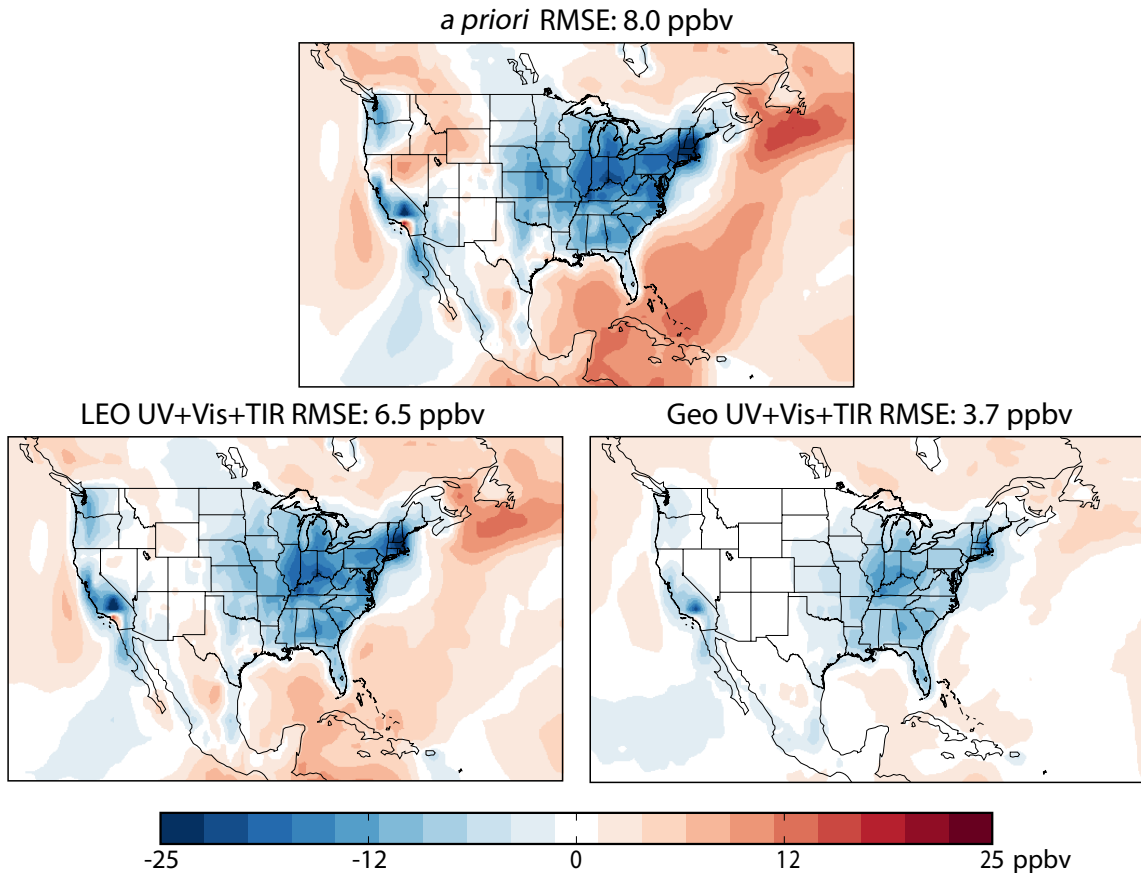 a priori RMSE: 8.0 ppbv
LEO UV+Vis+TIR RMSE: 6.5 ppbv
Geo UV+Vis+TIR RMSE: 3.7 ppbv
-25 -12 0 12 25 ppbv